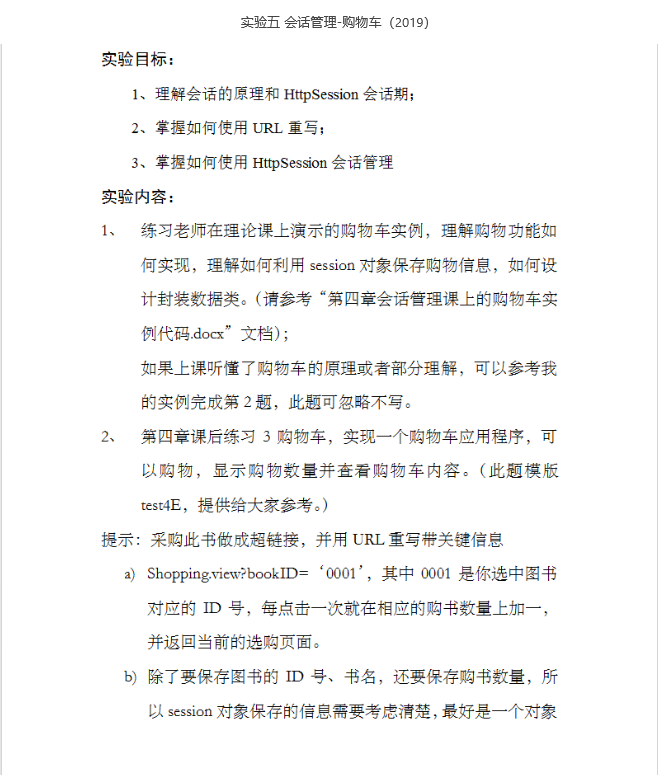 实验五 会话管理-购物车（2019）
实验目标：
1、理解会话的原理和 HttpSession 会话期；
2、掌握如何使用 URL 重写；
3、掌握如何使用 HttpSession 会话管理
实验内容：
1、 练习老师在理论课上演示的购物车实例，理解购物功能如
何实现，理解如何利用 session 对象保存购物信息，如何设
计封装数据类。（请参考“第四章会话管理课上的购物车实
例代码.docx”文档）；
如果上课听懂了购物车的原理或者部分理解，可以参考我
的实例完成第 2 题，此题可忽略不写。
2、 第四章课后练习 3 购物车，实现一个购物车应用程序，可
以购物，显示购物数量并查看购物车内容。（此题模版
test4E，提供给大家参考。）
提示：采购此书做成超链接，并用 URL 重写带关键信息
a) Shopping.view?bookID=‘0001’，其中 0001 是你选中图书
对应的 ID 号，每点击一次就在相应的购书数量上加一，
并返回当前的选购页面。
b) 除了要保存图书的 ID 号、书名，还要保存购书数量，所
以 session 对象保存的信息需要考虑清楚，最好是一个对象